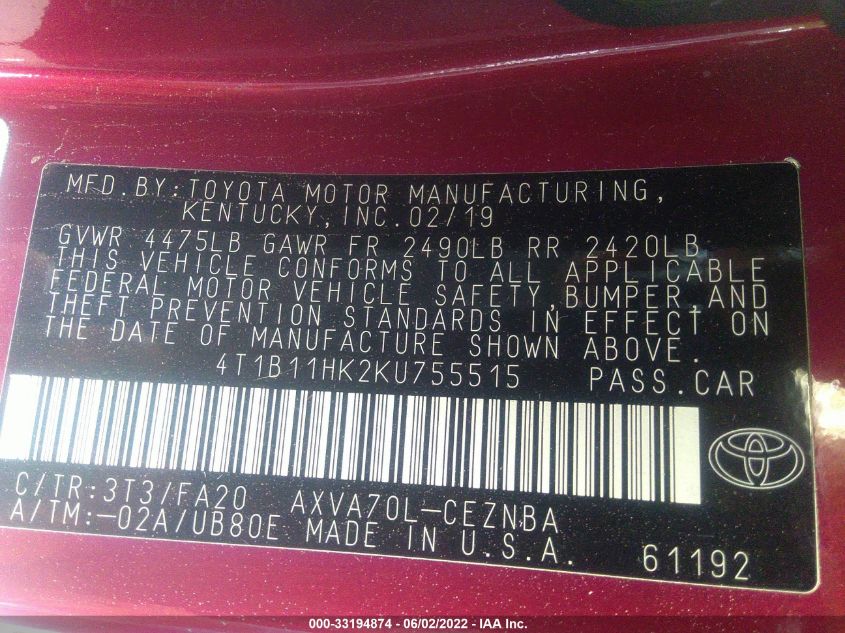 MFD.BY:TOYOTA MOTOR MANUFACTURING,
KENTUCKY,INC.02/19
GVWR 4475LB GAWR FR 2490LB RR 2420LB
THIS VEHICLE CONFORMS TO ALL APPLICABLE
FEDERAL MOTOR VEHICLE SAFETY,BUMPER,AND
THEFT PREVENTION STANDARDS IN EFFECT ON
THE DATE OF MANUFACTURE SHOWN ABOVE.
4T1B11HK2KU755515 PASS.CAR
C/TR:3T3/FA20 AXVA70L-CEZNBA
A/TM:-02A/UB80E MADE IN U.S.A. 61192
000-33194874 - 06/02/2022 - IAA Inc.